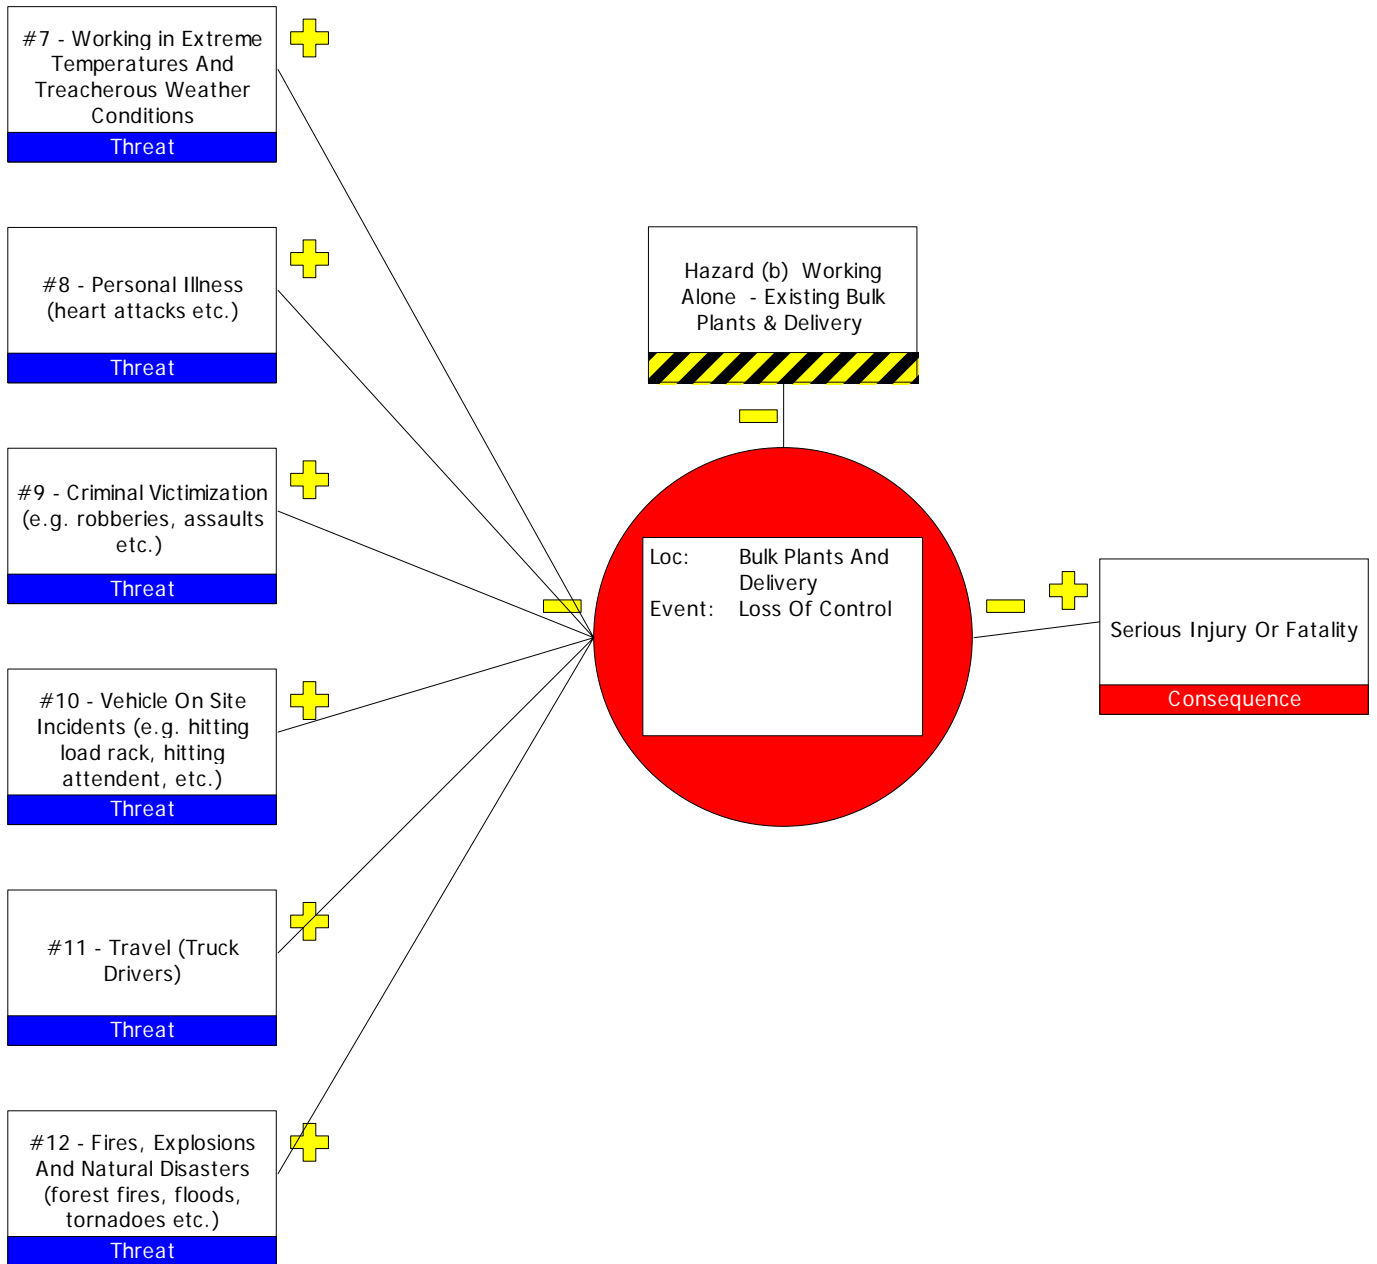 #7 - Working in Extreme
Temperatures And
Treacherous Weather
Conditions
Threat
#8 - Personal Illness
(heart attacks etc.)
Threat
#9 - Criminal Victimization
(e.g. robberies, assaults
etc.)
Threat
#10 - Vehicle On Site
Incidents (e.g. hitting
load rack, hitting
attendent, etc.)
Threat
#11 - Travel (Truck
Drivers)
Threat
#12 - Fires, Explosions
And Natural Disasters
(forest fires, floods,
tornadoes etc.)
Threat
Hazard (b) Working
Alone - Existing Bulk
Plants & Delivery
Loc: Bulk Plants And
Delivery
Event: Loss Of Control
Serious Injury Or Fatality
Consequence